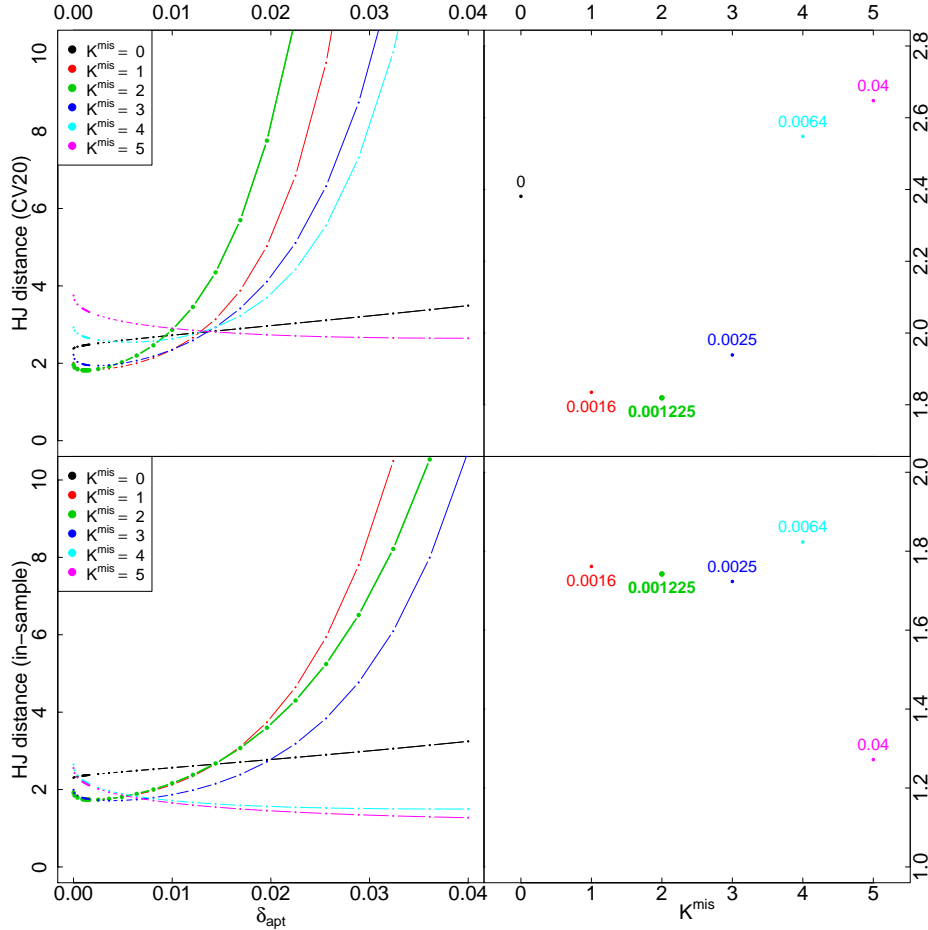 0.00 0.01 0.02 0.03 0.04
0 1 2 3 4 5
HJ distance (CV20)
0 2 4 6 8 10
K^mis = 0
K^mis = 1
K^mis = 2
K^mis = 3
K^mis = 4
K^mis = 5
0
0.0016
0.001225
0.0025
0.0064
0.04
1.8 2.0 2.2 2.4 2.6 2.8
HJ distance (in−sample)
0 2 4 6 8 10
K^mis = 0
K^mis = 1
K^mis = 2
K^mis = 3
K^mis = 4
K^mis = 5
0.0016
0.001225
0.0025
0.0064
0.04
1.0 1.2 1.4 1.6 1.8 2.0
0.00 0.01 0.02 0.03 0.04
δ_apt
0 1 2 3 4 5
K^mis